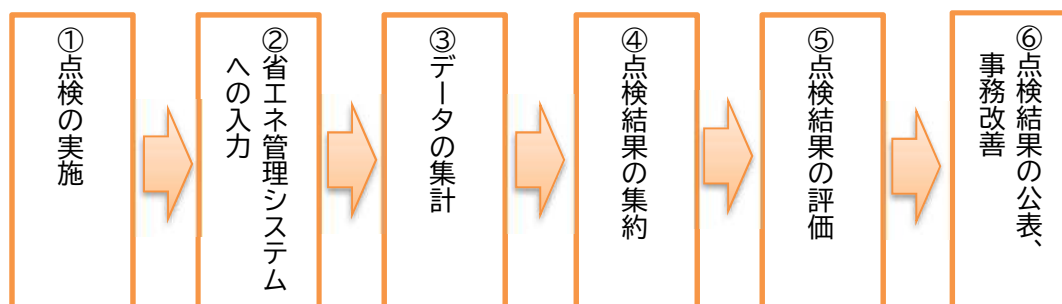 ①点検の実施
②省エネ管理システム
への入力
③データの集計
④点検結果の集約
⑤点検結果の評価
⑥点検結果の公表、
事務改善